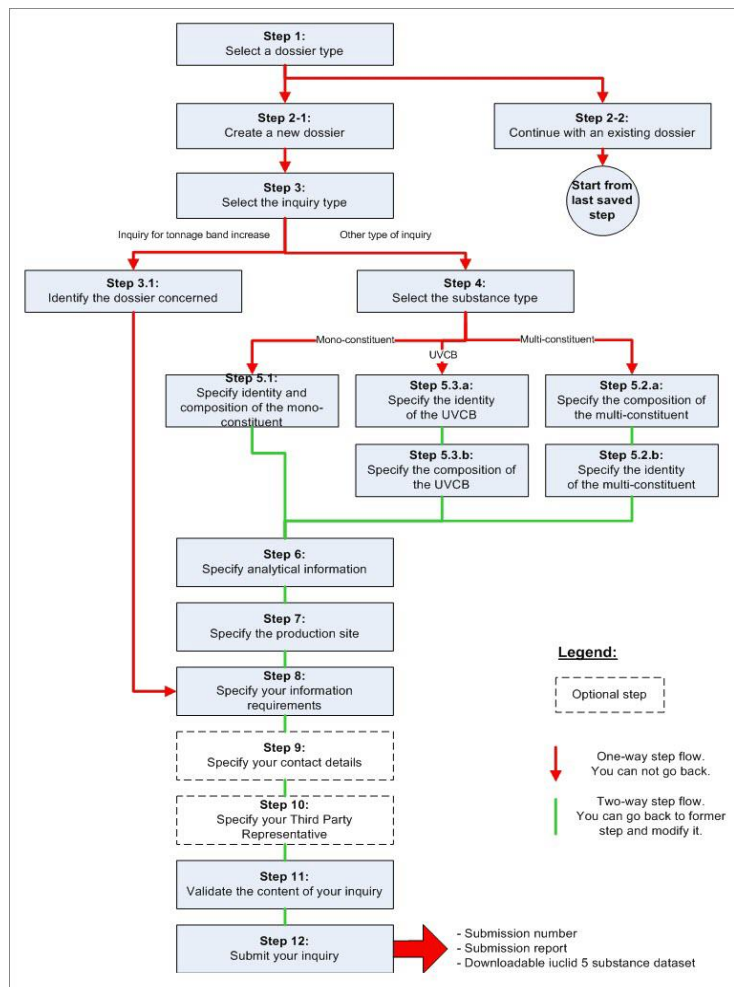 Step 1:
Select a dossier type
Step 2-1:
Create a new dossier
Step 2-2:
Continue with an existing dossier
Step 3:
Select the inquiry type
Start from
last saved
step
Inquiry for tonnage band increase
Other type of inquiry
Step 3.1:
Identify the dossier concerned
Step 4:
Select the substance type
Mono-constituent
UVCB
Multi-constituent
Step 5.1:
Specify identity and
composition of the mono-
constituent
Step 5.3.a:
Specify the identity
of the UVCB
Step 5.2.a:
Specify the composition of
the multi-constituent
Step 5.3.b:
Specify the composition of
the UVCB
Step 5.2.b:
Specify the identity
of the multi-constituent
Step 6:
Specify analytical information
Step 7:
Specify the production site
Step 8:
Specify your information
requirements
Step 9:
Specify your contact details
Step 10:
Specify your Third Party
Representative
Step 11:
Validate the content of your inquiry
Step 12:
Submit your inquiry
- Submission number
- Submission report
- Downloadable iuclid 5 substance dataset
Legend:
Optional step
One-way step flow.
You can not go back.
Two-way step flow.
You can go back to former
step and modify it.